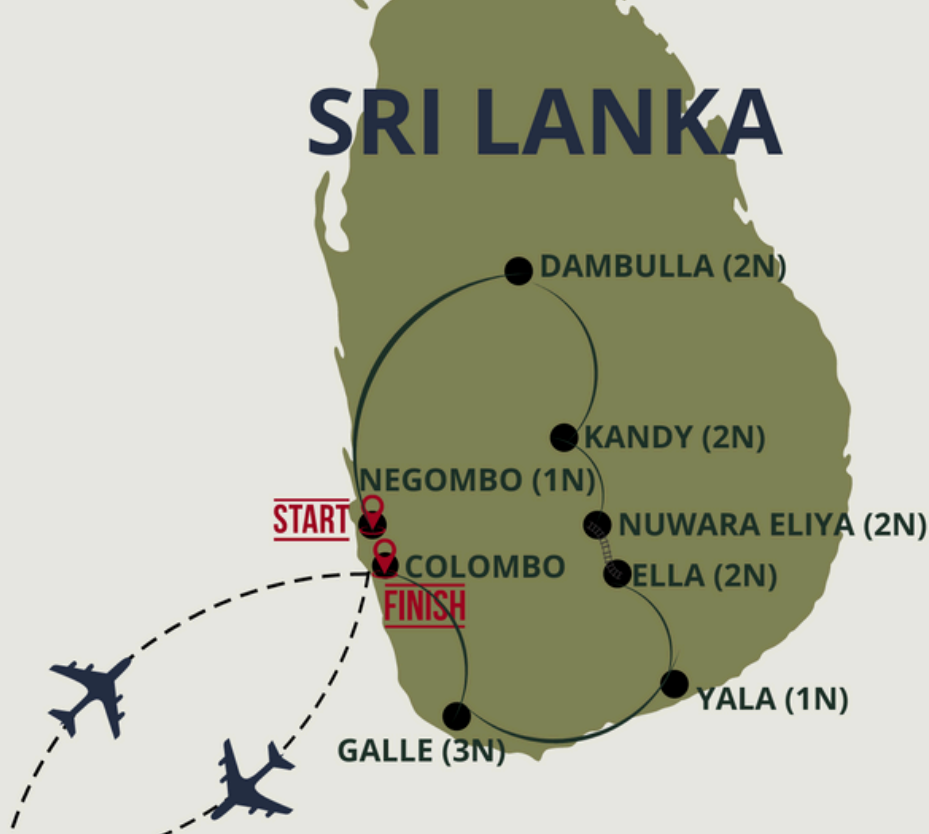 SRI LANKA
DAMBULLA (2N)
KANDY (2N)
NEGOMBO (1N)
START
NUWARA ELIYA (2N)
COLOMBO
ELLA (2N)
FINISH
YALA (1N)
GALLE (3N)